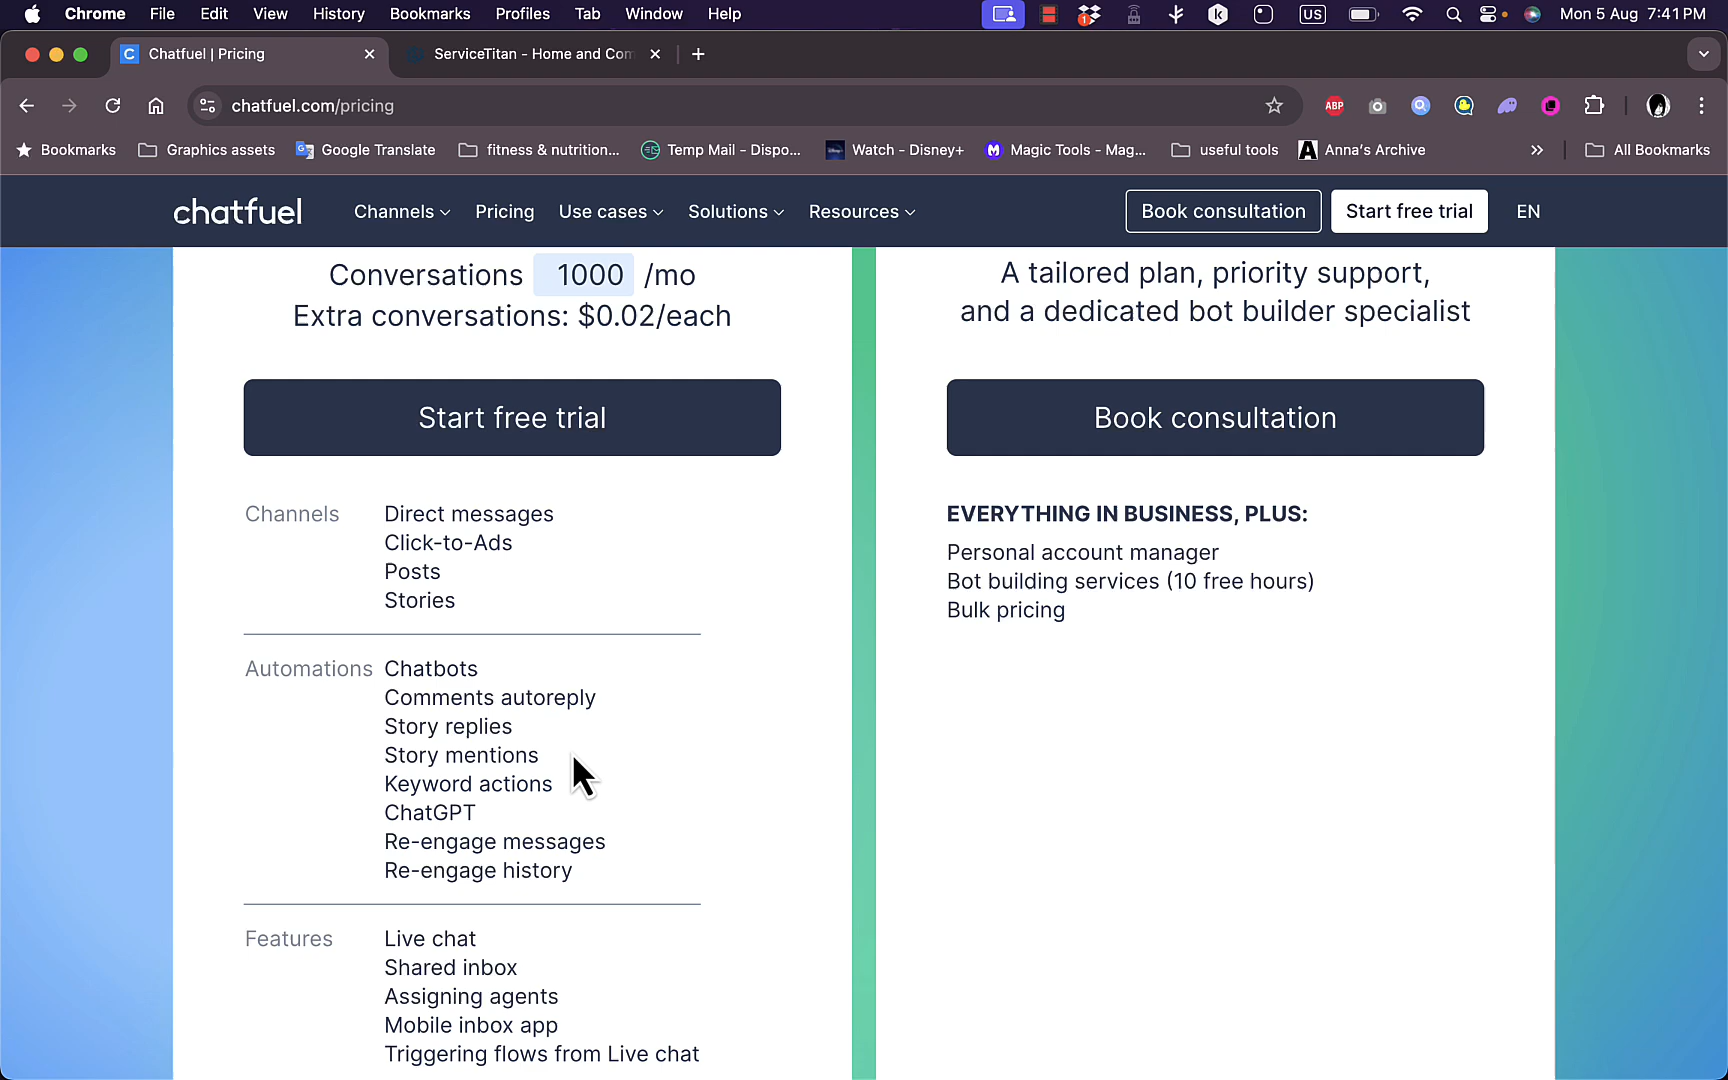 Chrome File Edit View History Bookmarks Profiles Tab Window Help 1 k US Mon 5 Aug 7:41 PM
C Chatfuel | Pricing ServiceTitan - Home and Com
chatfuel.com/pricing ABP
Bookmarks Graphics assets Google Translate fitness & nutrition... Temp Mail - Dispo... Watch - Disney+ Magic Tools - Mag... useful tools Anna's Archive All Bookmarks
chatfuel Channels Pricing Use cases Solutions Resources Book consultation Start free trial EN
Conversations 1000 /mo
Extra conversations: $0.02/each
Start free trial
Channels Direct messages
Click-to-Ads
Posts
Stories
Automations Chatbots
Comments autoreply
Story replies
Story mentions
Keyword actions
ChatGPT
Re-engage messages
Re-engage history
Features Live chat
Shared inbox
Assigning agents
Mobile inbox app
Triggering flows from Live chat
A tailored plan, priority support,
and a dedicated bot builder specialist
Book consultation
EVERYTHING IN BUSINESS, PLUS:
Personal account manager
Bot building services (10 free hours)
Bulk pricing